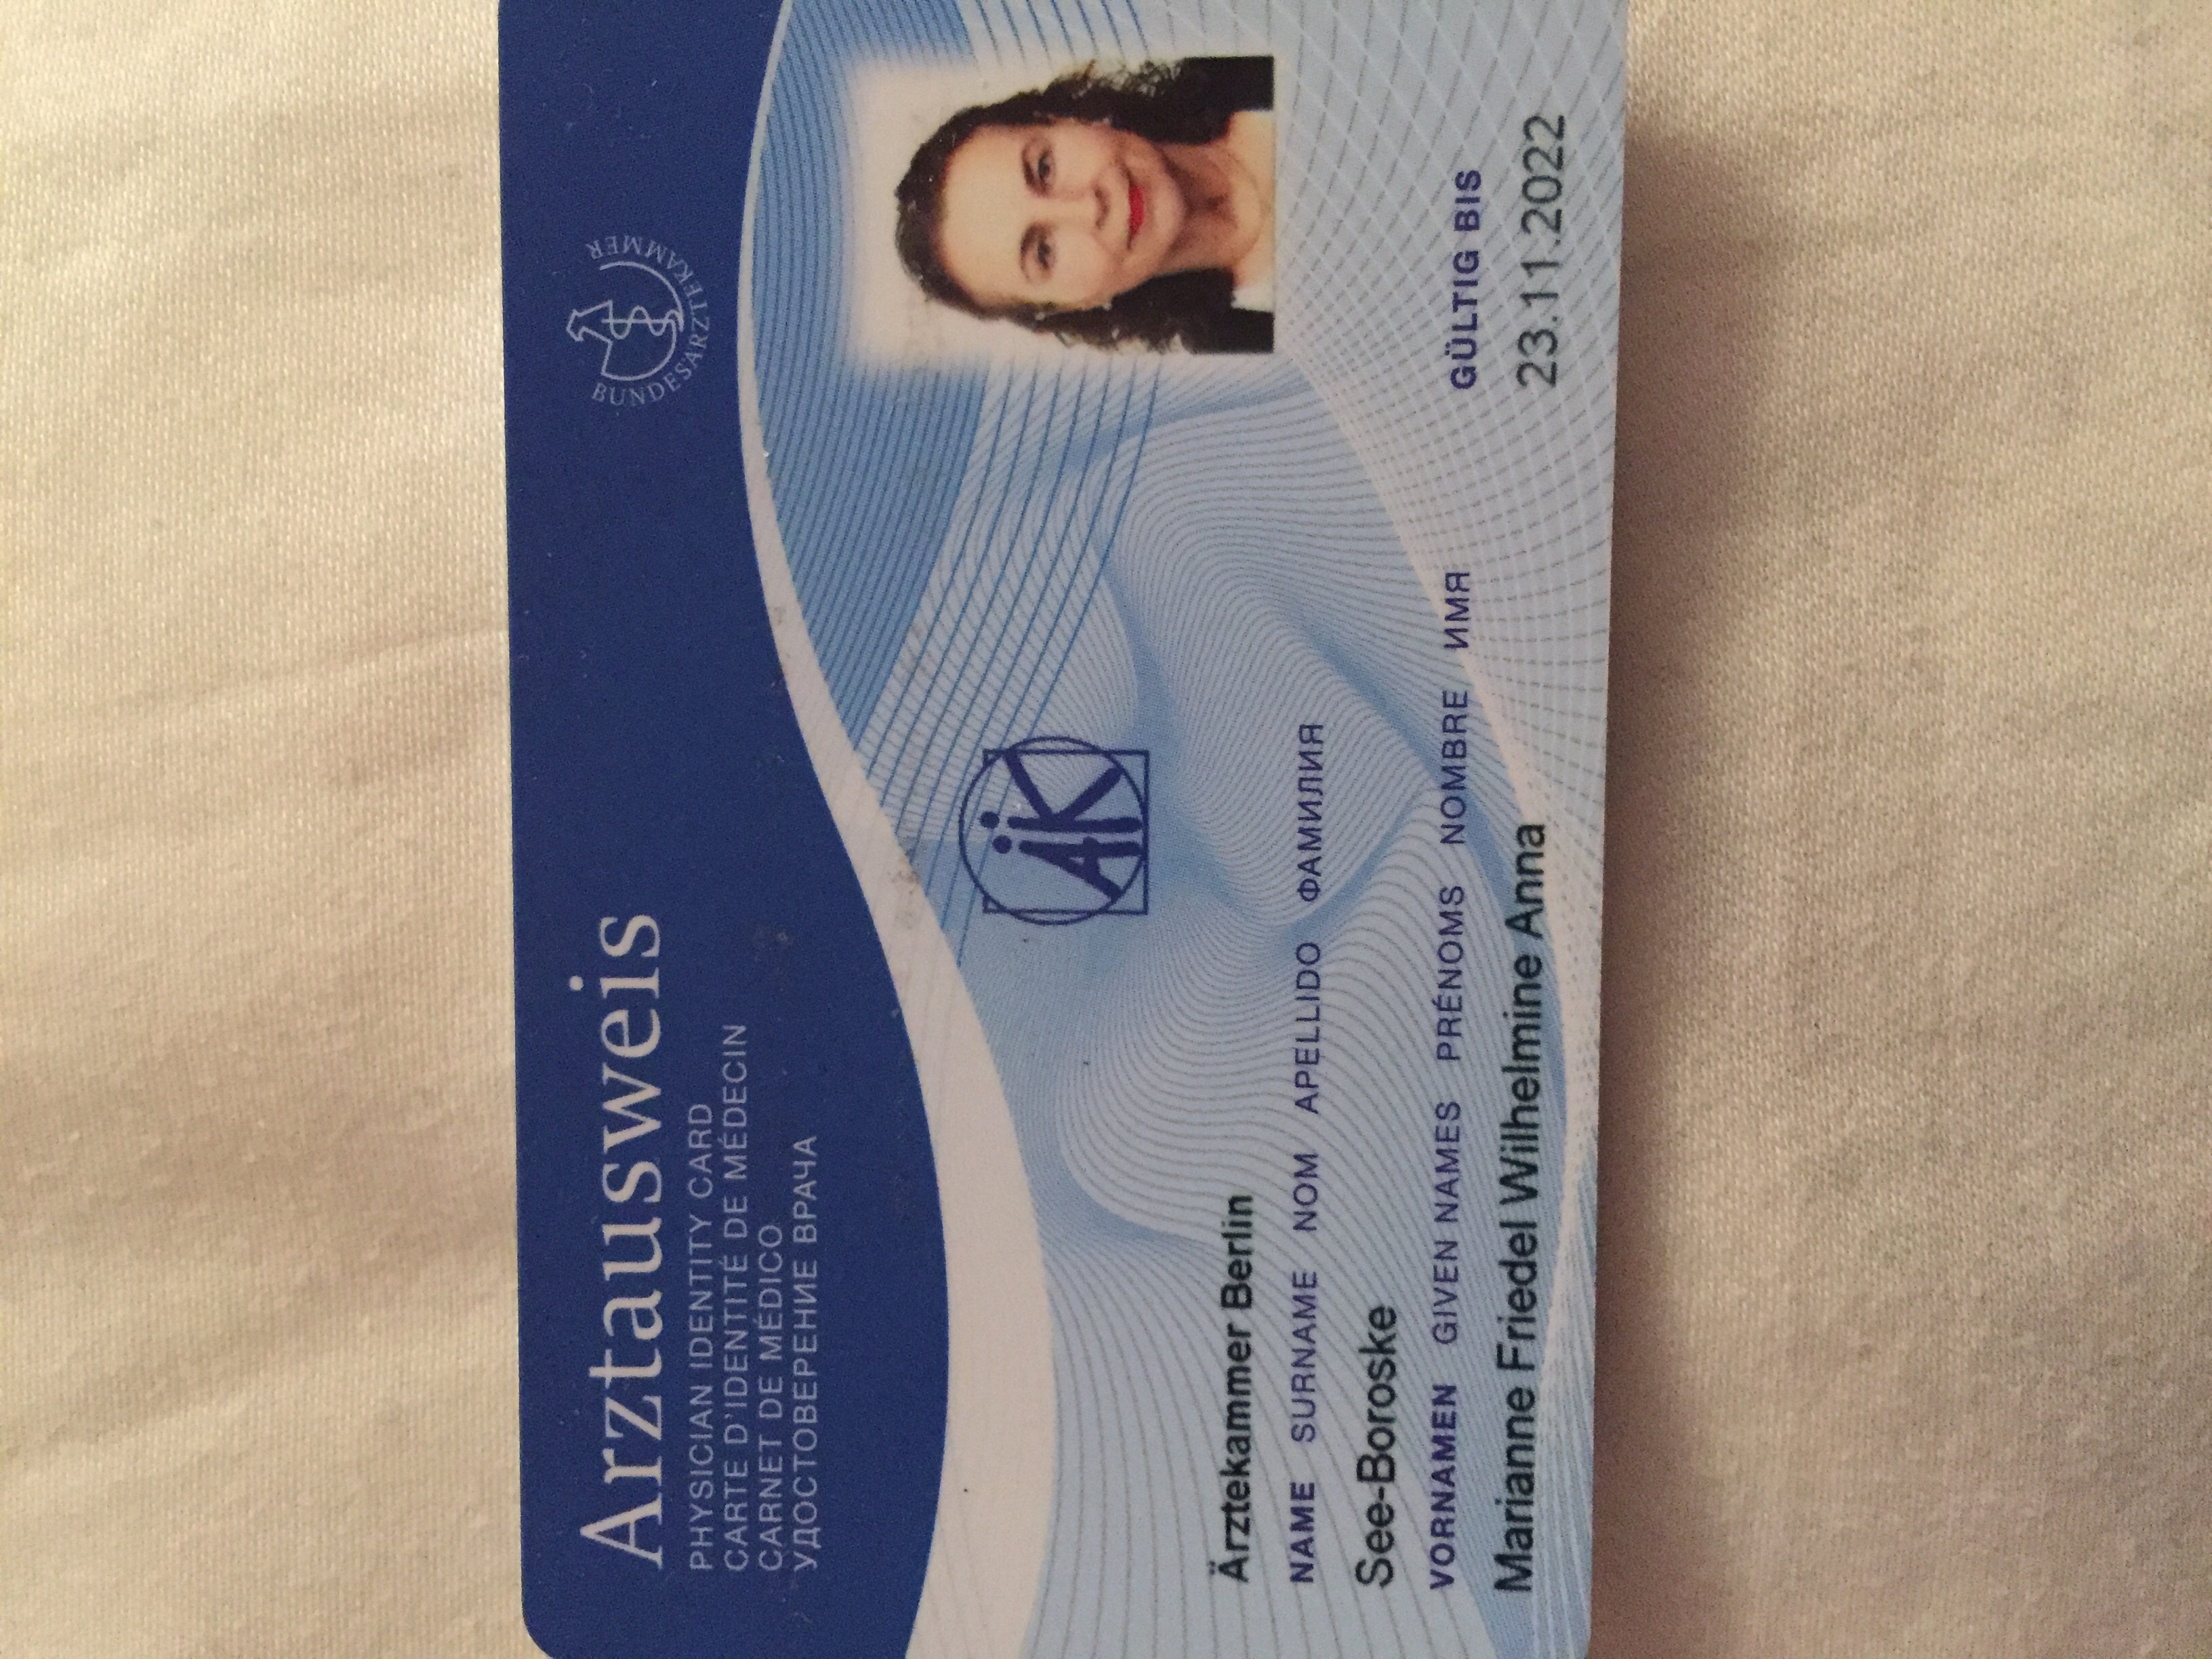 Arztausweis
PHYSICIAN IDENTITY CARD
CARTE D'IDENTITÉ DE MÉDECIN
CARNET DE MÉDICO
УДОСТОВЕРЕНИЕ ВРАЧА
BUNDESÄRZTEKAMMER
ÄK
Ärztekammer Berlin
NAME SURNAME NOM APELLIDO ФАМИЛИЯ
See-Boroske
VORNAMEN GIVEN NAMES PRÉNOMS NOMBRE ИМЯ
Marianne Friedel Wilhelmine Anna
GÜLTIG BIS
23.11.2022